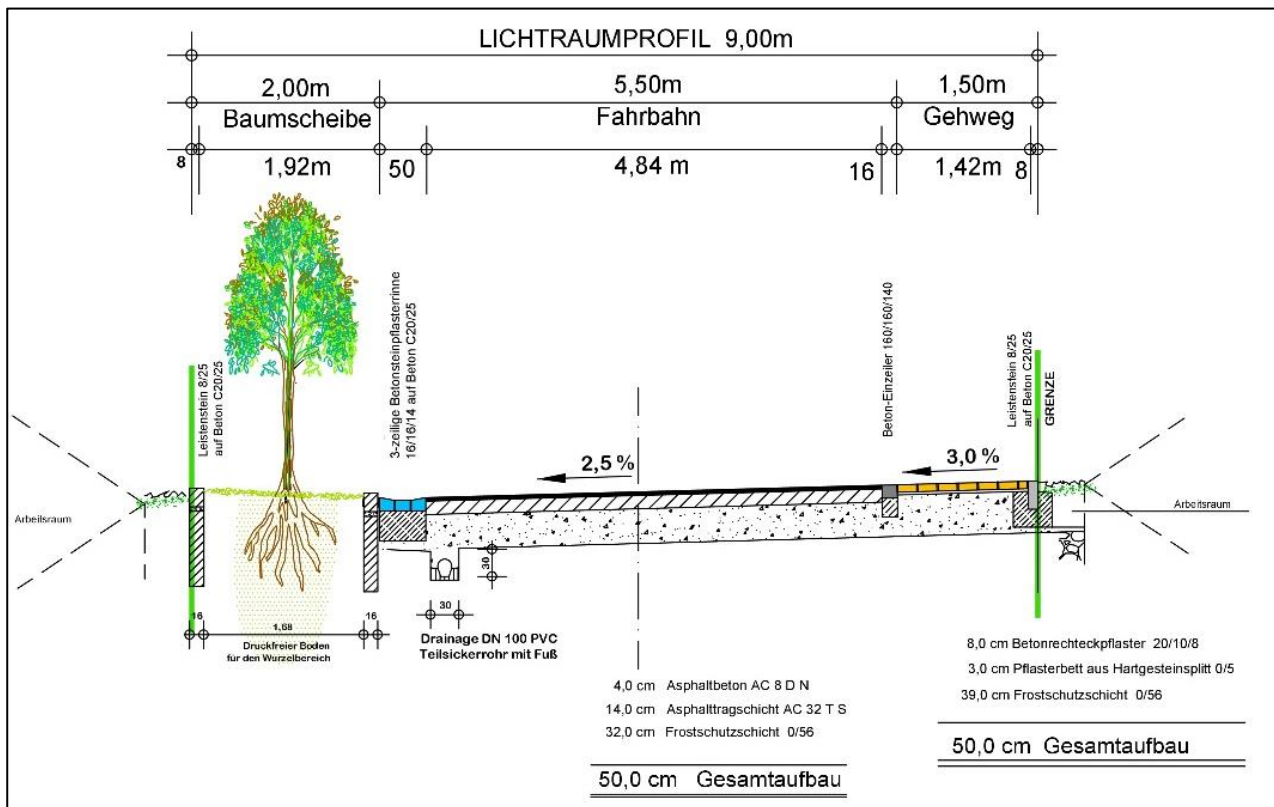 LICHTRAUMPROFIL 9,00m
2,00m
5,50m
1,50m
Baumscheibe
Fahrbahn
Gehweg
8
1,92m
50
4,84 m
16
1,42m
8
Leistenstein 8/25
auf Beton C20/25
3-zeilige Betonsteinpflasterrinne
16/16/14 auf Beton C20/25
Beton-Einzeiler 160/160/140
Leistenstein 8/25
auf Beton C20/25
GRENZE
2,5 %
3,0 %
Arbeitsraum
Arbeitsraum
30
30
16
1,68
16
Druckfreier Boden
für den Wurzelbereich
Drainage DN 100 PVC
Teilsickerrohr mit Fuß
4,0 cm Asphaltbeton AC 8 D N
14,0 cm Asphalttragschicht AC 32 T S
32,0 cm Frostschutzschicht 0/56
50,0 cm Gesamtaufbau
8,0 cm Betonrechteckpflaster 20/10/8
3,0 cm Pflasterbett aus Hartgesteinsplitt 0/5
39,0 cm Frostschutzschicht 0/56
50,0 cm Gesamtaufbau